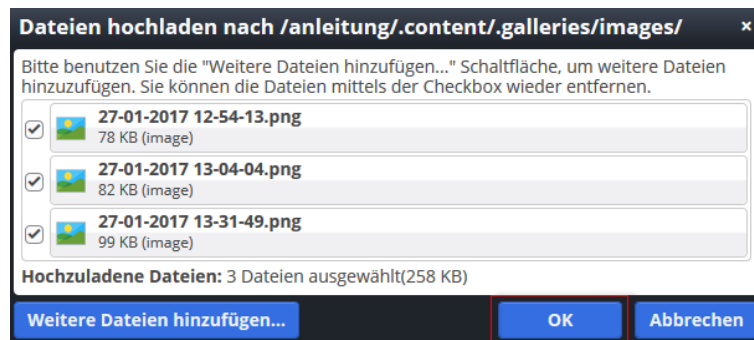 Dateien hochladen nach /anleitung/.content/.galleries/images/ ×
Bitte benutzen Sie die "Weitere Dateien hinzufügen..." Schaltfläche, um weitere Dateien
hinzuzufügen. Sie können die Dateien mittels der Checkbox wieder entfernen.
27-01-2017 12-54-13.png
78 KB (image)
27-01-2017 13-04-04.png
82 KB (image)
27-01-2017 13-31-49.png
99 KB (image)
Hochzuladene Dateien: 3 Dateien ausgewählt(258 KB)
Weitere Dateien hinzufügen... OK Abbrechen